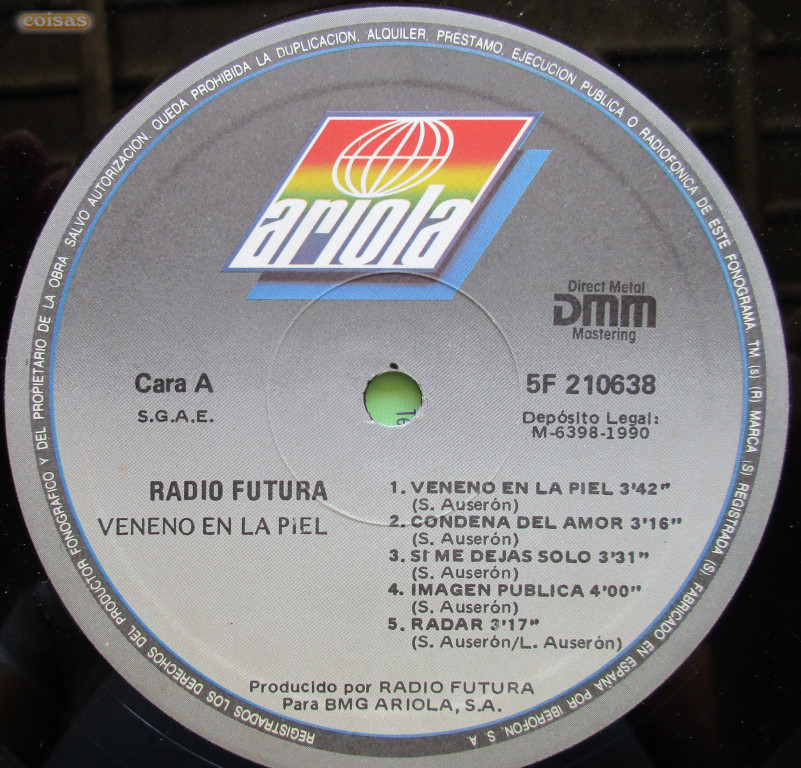 coisas
REGISTRADOS LOS DERECHOS DEL PRODUCTOR FONOGRAFICO Y DEL PROPIETARIO DE LA OBRA. SALVO AUTORIZACION, QUEDA PROHIBIDA LA DUPLICACION, ALQUILER, PRESTAMO, EJECUCION PUBLICA O RADIOFONICA DE ESTE FONOGRAMA. TM (s) (R) MARCA (S) REGISTRADA (S). FABRICADO EN ESPAÑA POR IBEROFON, S. A.
ariola
Direct Metal
DMM
Mastering
Cara A
S.G.A.E.
5F 210638
Depósito Legal:
M-6398-1990
RADIO FUTURA
VENENO EN LA PIEL
1. VENENO EN LA PIEL 3'42"
(S. Auserón)
2. CONDENA DEL AMOR 3'16"
(S. Auserón)
3. SI ME DEJAS SOLO 3'31"
(S. Auserón)
4. IMAGEN PUBLICA 4'00"
(S. Auserón)
5. RADAR 3'17"
(S. Auserón/L. Auserón)
Producido por RADIO FUTURA
Para BMG ARIOLA, S.A.